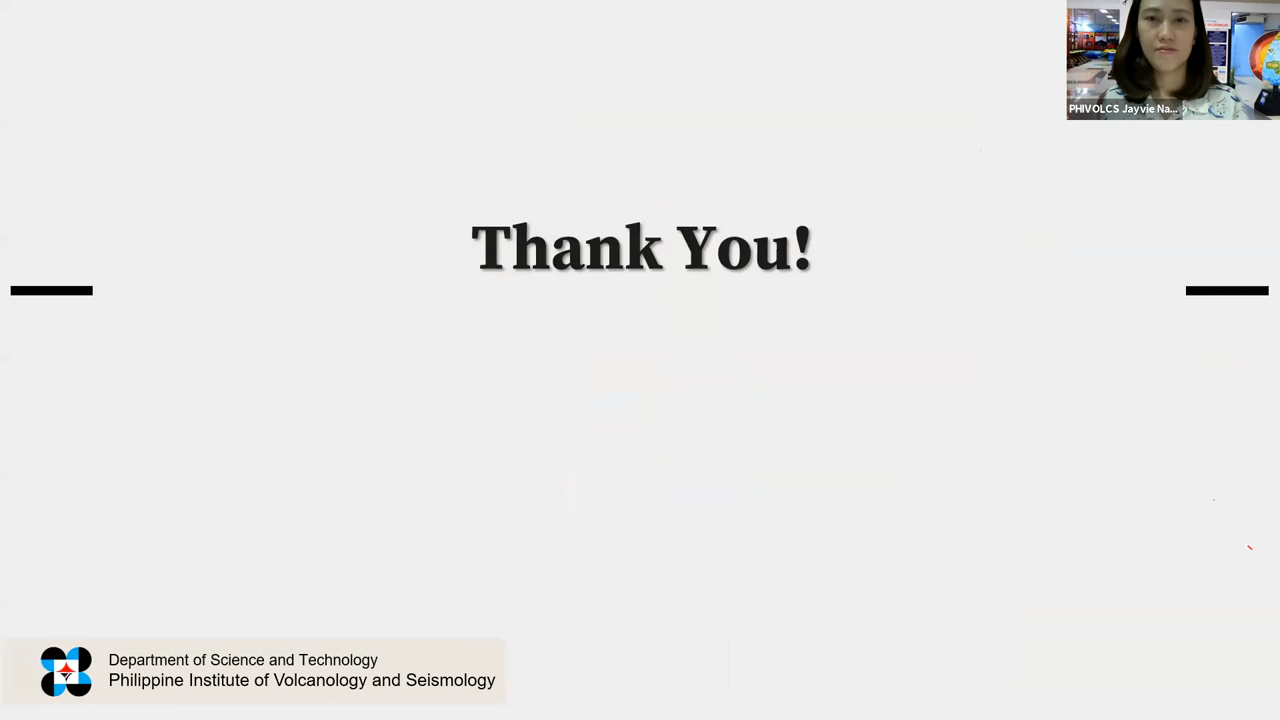 PHIVOLCS Jayvie Na...
Thank You!
Department of Science and Technology
Philippine Institute of Volcanology and Seismology